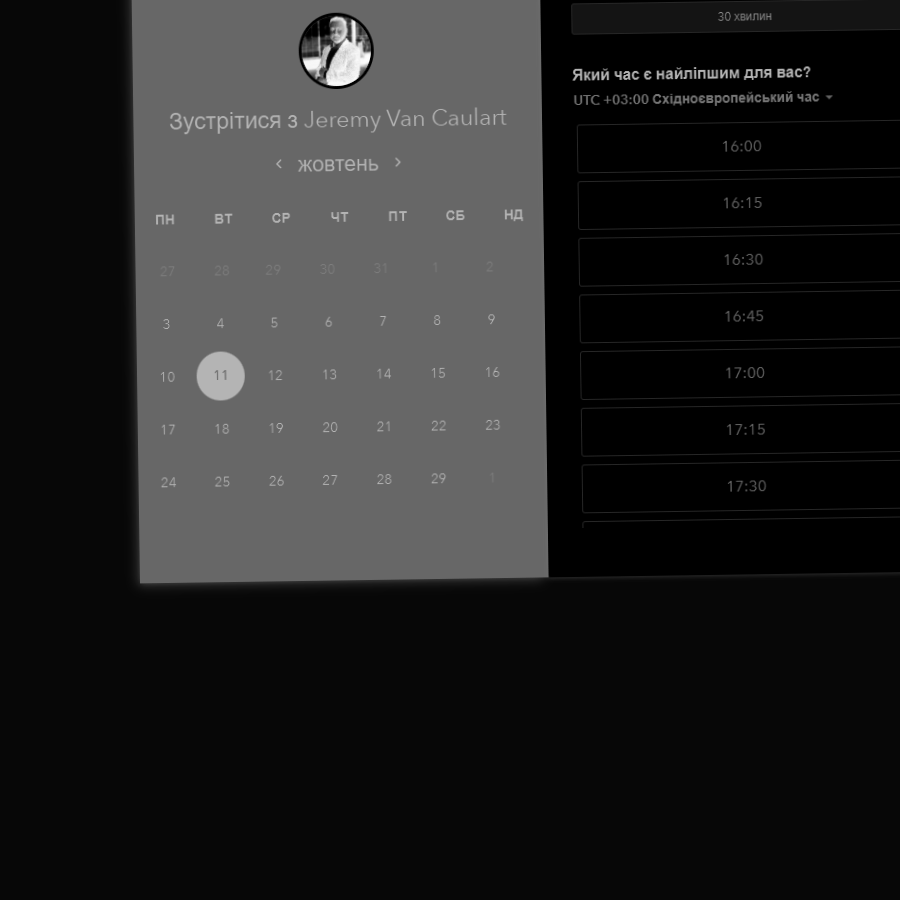 Зустрітися з Jeremy Van Caulart
жовтень
ПН ВТ СР ЧТ ПТ СБ НД
27 28 29 30 31 1 2
3 4 5 6 7 8 9
10 11 12 13 14 15 16
17 18 19 20 21 22 23
24 25 26 27 28 29 1
30 хвилин
Який час є найліпшим для вас?
UTC +03:00 Східноєвропейський час
16:00
16:15
16:30
16:45
17:00
17:15
17:30